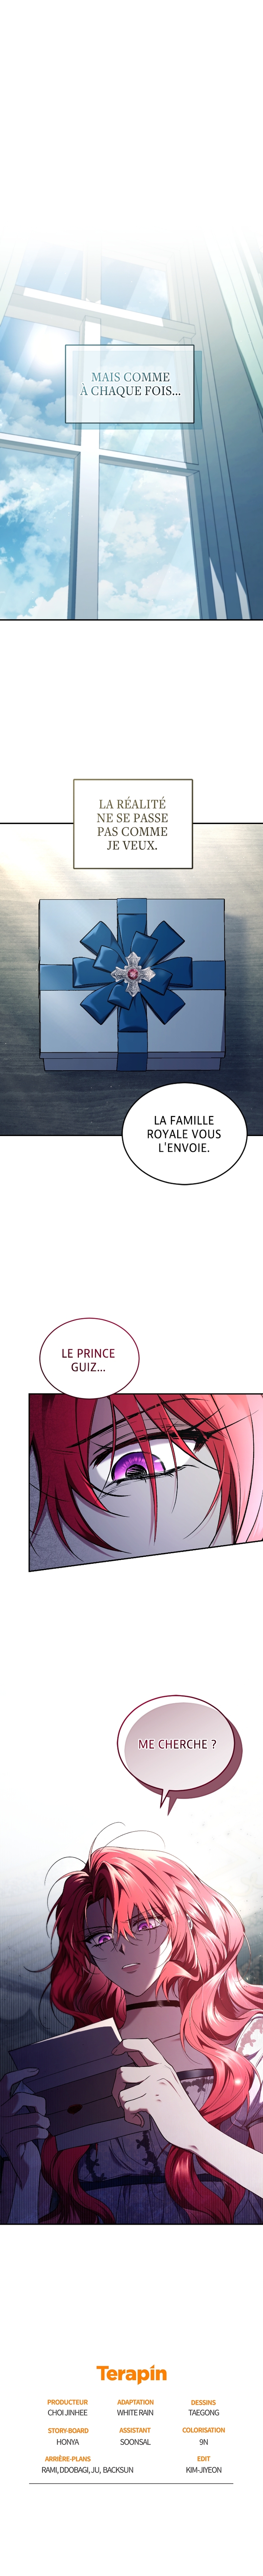 MAIS COMME
À CHAQUE FOIS...
LA RÉALITÉ
NE SE PASSE
PAS COMME
JE VEUX.
LA FAMILLE
ROYALE VOUS
L'ENVOIE.
LE PRINCE
GUIZ...
ME CHERCHE ?
Terapin
PRODUCTEUR
CHOI JINHEE
ADAPTATION
WHITE RAIN
DESSINS
TAEGONG
STORY-BOARD
HONYA
ASSISTANT
SOONSAL
COLORISATION
9N
ARRIÈRE-PLANS
RAMI, DDOBAGI, JU, BACKSUN
EDIT
KIM-JIYEON